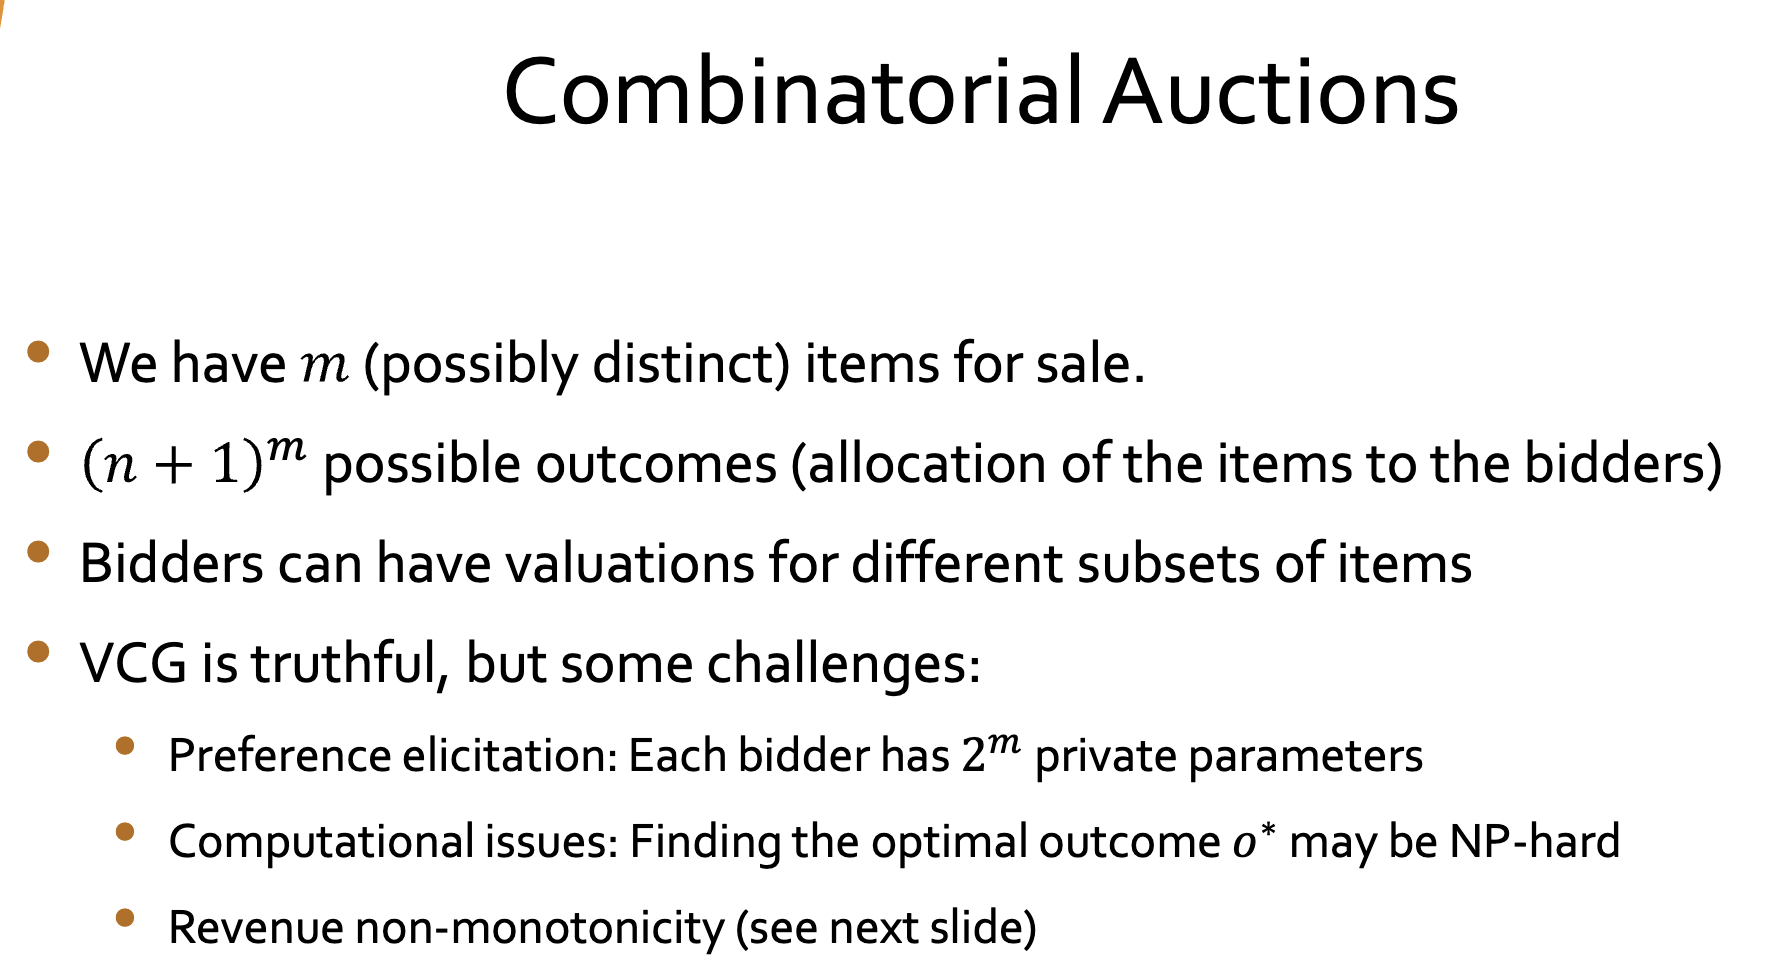 Combinatorial Auctions
• We have m (possibly distinct) items for sale.
• (n + 1)ᵐ possible outcomes (allocation of the items to the bidders)
• Bidders can have valuations for different subsets of items
• VCG is truthful, but some challenges:
• Preference elicitation: Each bidder has 2ᵐ private parameters
• Computational issues: Finding the optimal outcome o* may be NP-hard
• Revenue non-monotonicity (see next slide)